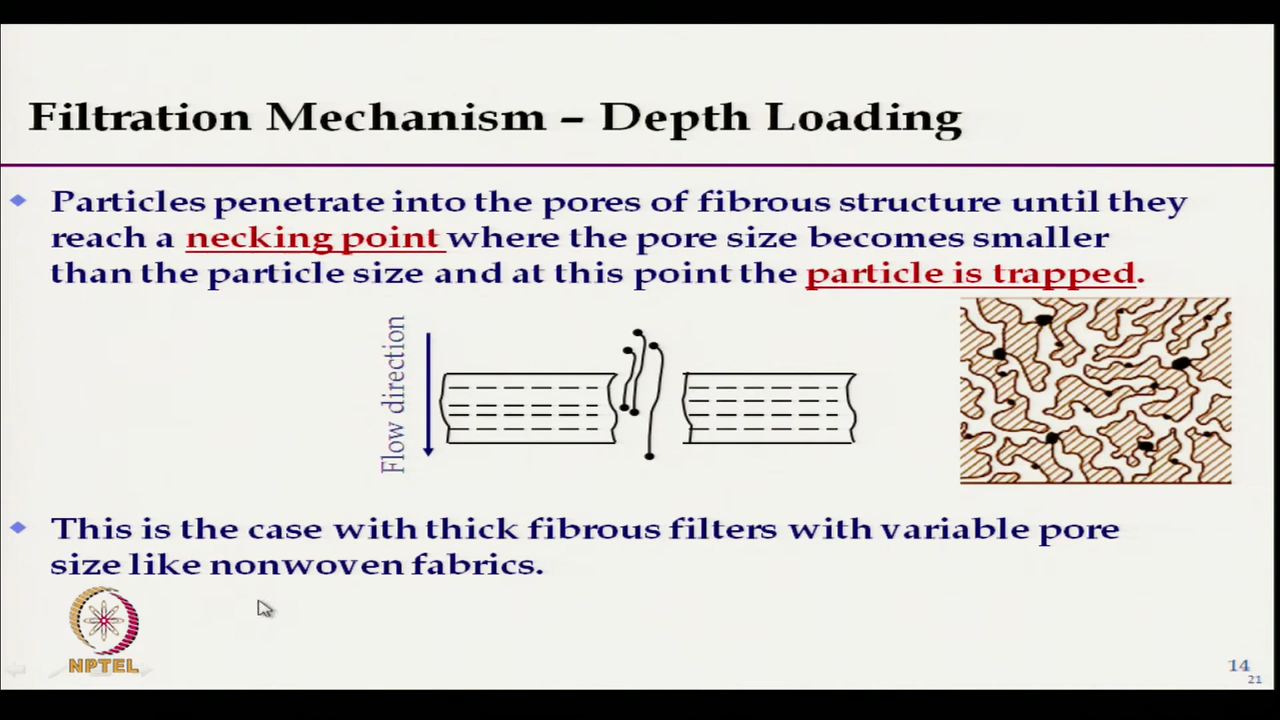 Filtration Mechanism – Depth Loading
Particles penetrate into the pores of fibrous structure until they
reach a necking point where the pore size becomes smaller
than the particle size and at this point the particle is trapped.
Flow direction
This is the case with thick fibrous filters with variable pore
size like nonwoven fabrics.
NPTEL
14
21